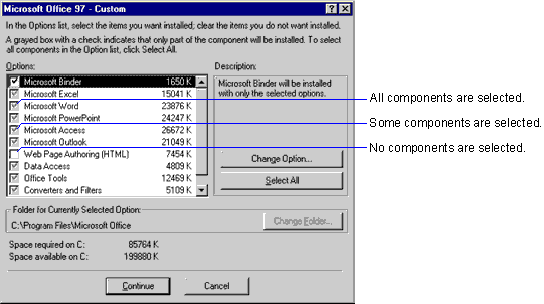 Microsoft Office 97 - Custom
In the Options list, select the items you want installed; clear the items you do not want installed.
A grayed box with a check indicates that only part of the component will be installed. To select
all components in the Option list, click Select All.
Options:
Description:
Microsoft Binder 1650 K
Microsoft Excel 15041 K
Microsoft Word 23876 K
Microsoft PowerPoint 24247 K
Microsoft Access 26672 K
Microsoft Outlook 21049 K
Web Page Authoring (HTML) 7454 K
Data Access 4809 K
Office Tools 12469 K
Converters and Filters 5109 K
Microsoft Binder will be installed
with only the selected options.
Change Option...
Select All
All components are selected.
Some components are selected.
No components are selected.
Folder for Currently Selected Option:
C:\Program Files\Microsoft Office
Change Folder...
Space required on C: 85764 K
Space available on C: 199880 K
Continue
Cancel